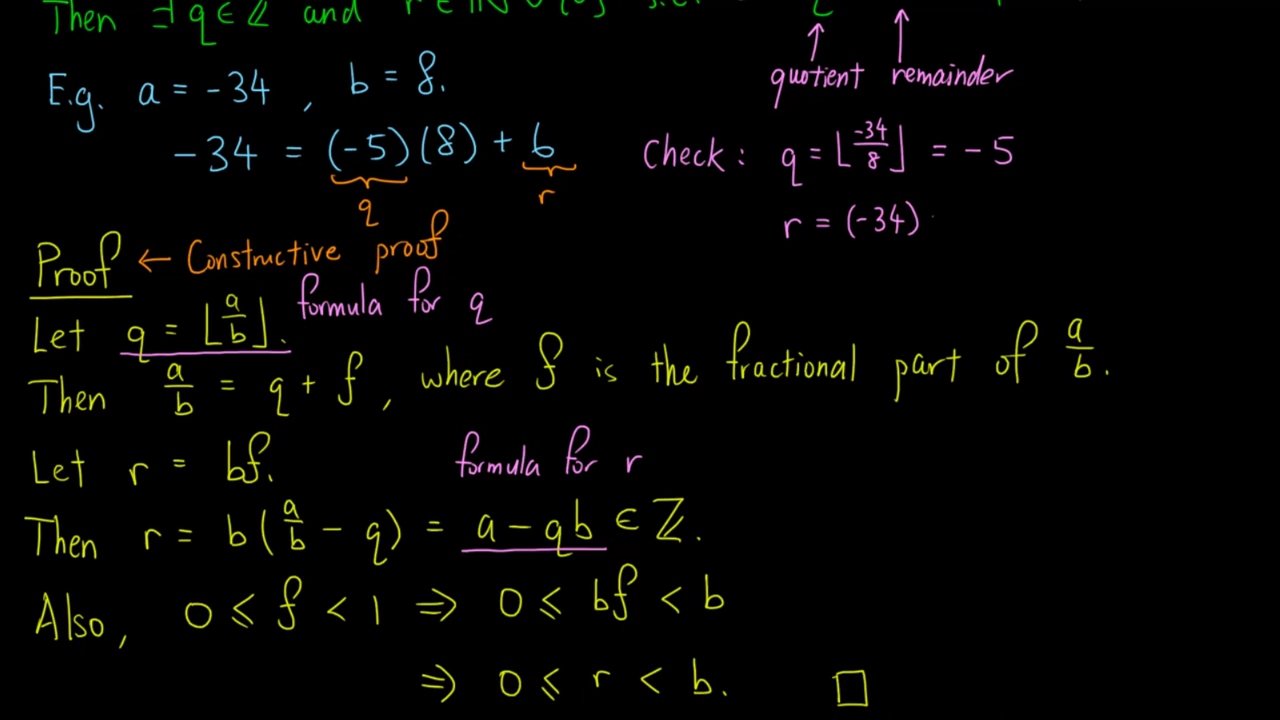 Then ∃ q ∈ ℤ and
quotient remainder
E.g. a = -34 , b = 8.
-34 = (-5)(8) + 6
q r
Check : q = ⌊-34/8⌋ = -5
r = (-34)
Proof ← Constructive proof
Let q = ⌊a/b⌋. formula for q
Then a/b = q + f , where f is the fractional part of a/b.
Let r = bf. formula for r
Then r = b(a/b - q) = a - qb ∈ ℤ.
Also, 0 ⩽ f < 1 ⇒ 0 ⩽ bf < b
⇒ 0 ⩽ r < b. □